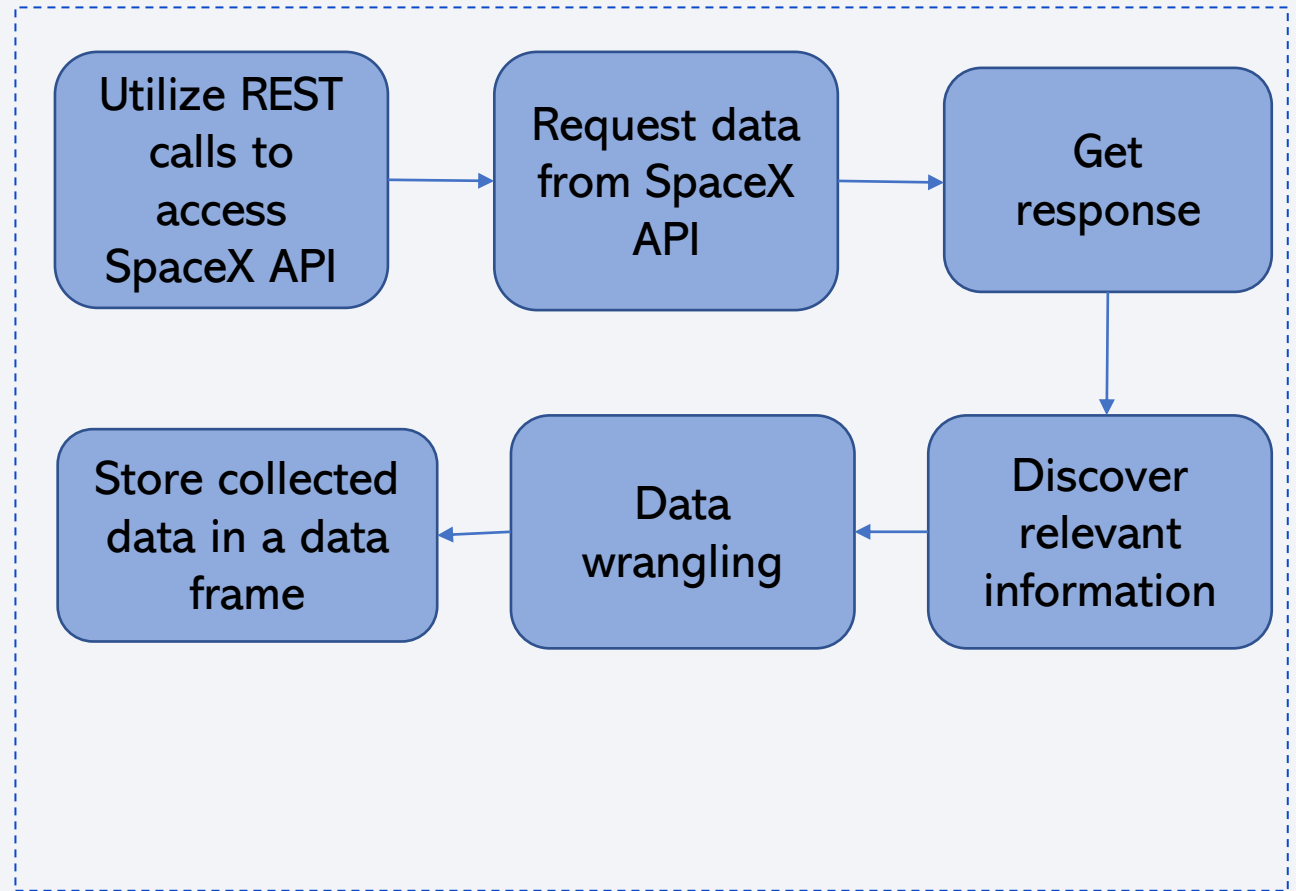 Utilize REST
calls to
access
SpaceX API
Request data
from SpaceX
API
Get
response
Discover
relevant
information
Data
wrangling
Store collected
data in a data
frame